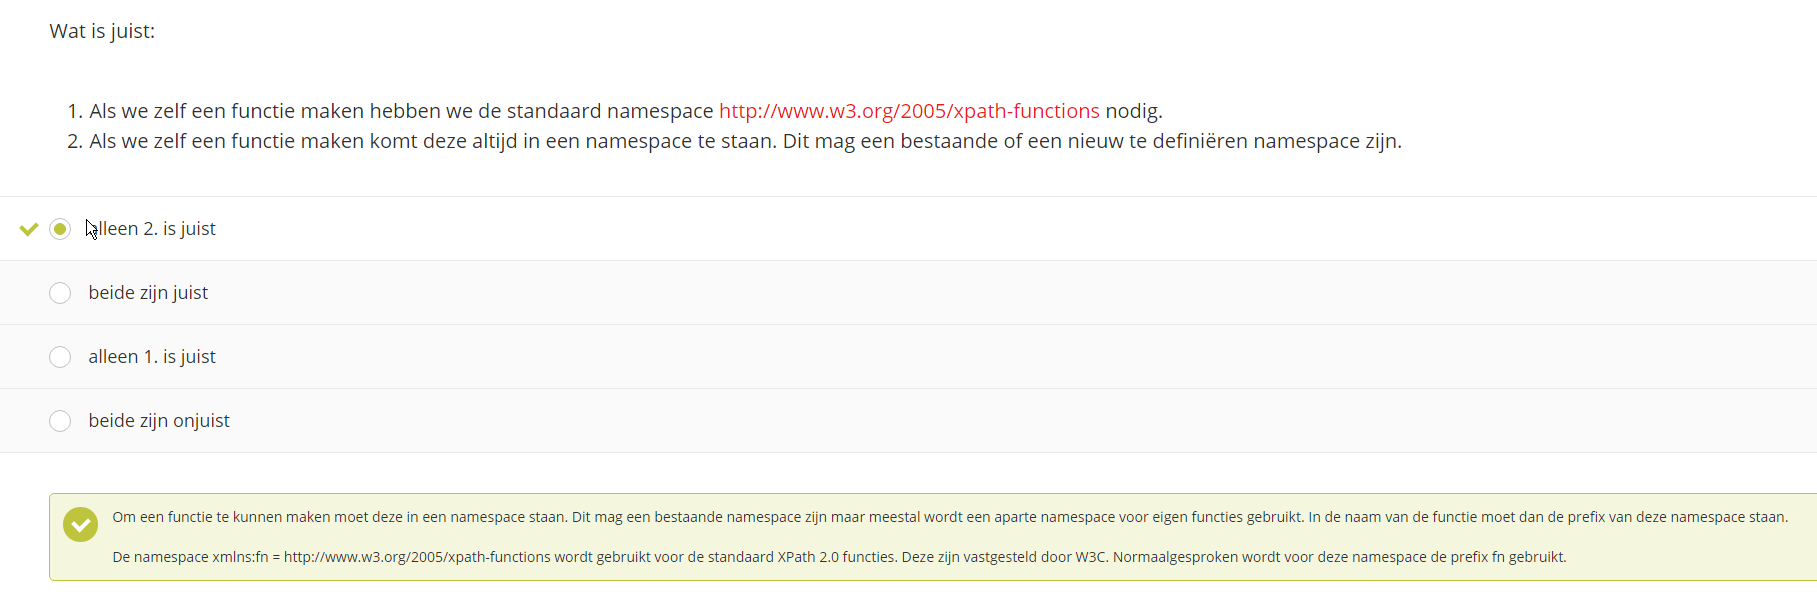 Wat is juist:
1. Als we zelf een functie maken hebben we de standaard namespace http://www.w3.org/2005/xpath-functions nodig.
2. Als we zelf een functie maken komt deze altijd in een namespace te staan. Dit mag een bestaande of een nieuw te definiëren namespace zijn.
alleen 2. is juist
beide zijn juist
alleen 1. is juist
beide zijn onjuist
Om een functie te kunnen maken moet deze in een namespace staan. Dit mag een bestaande namespace zijn maar meestal wordt een aparte namespace voor eigen functies gebruikt. In de naam van de functie moet dan de prefix van deze namespace staan.
De namespace xmlns:fn = http://www.w3.org/2005/xpath-functions wordt gebruikt voor de standaard XPath 2.0 functies. Deze zijn vastgesteld door W3C. Normaalgesproken wordt voor deze namespace de prefix fn gebruikt.